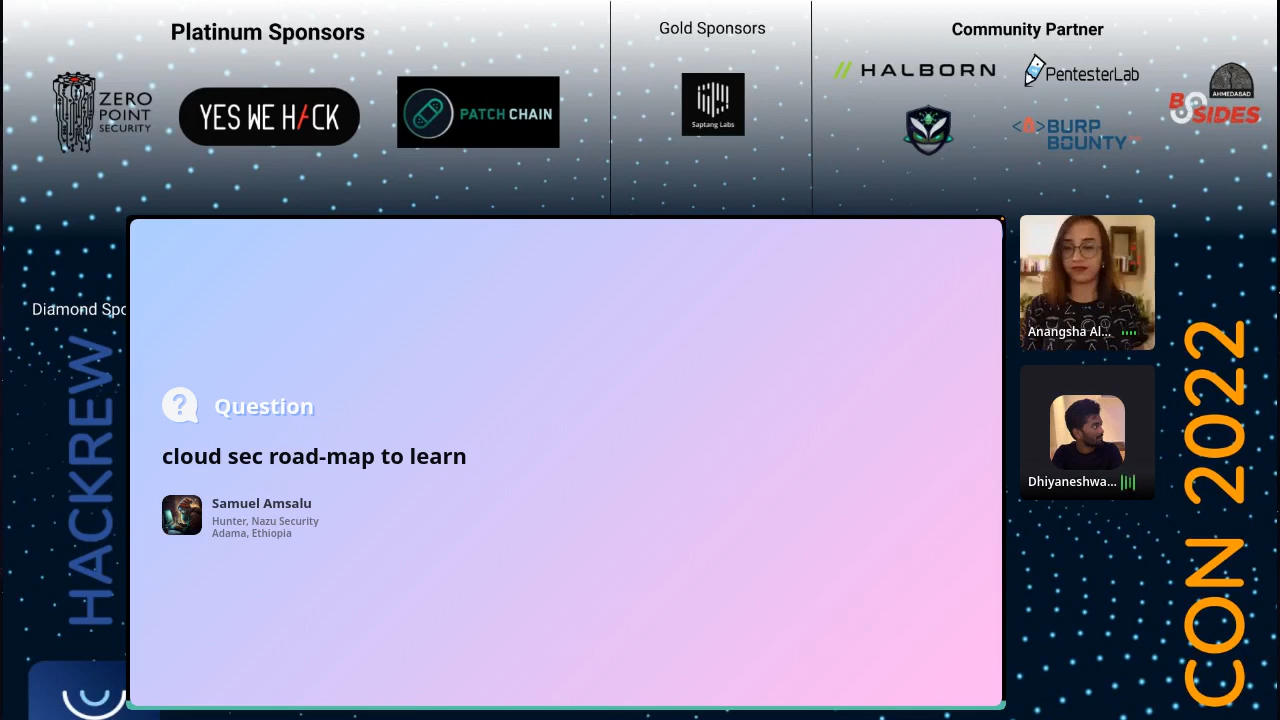 Platinum Sponsors
Gold Sponsors
Community Partner
ZERO
POINT
SECURITY
YES WE H/CK
PATCH CHAIN
Saptang Labs
HALBORN
PentesterLab
AHMEDABAD
BSIDES
<>BURP
BOUNTY
Diamond Spo
HACKREW
CON 2022
Question
cloud sec road-map to learn
Samuel Amsalu
Hunter, Nazu Security
Adama, Ethiopia
Anangsha Al...
Dhiyaneshwa...